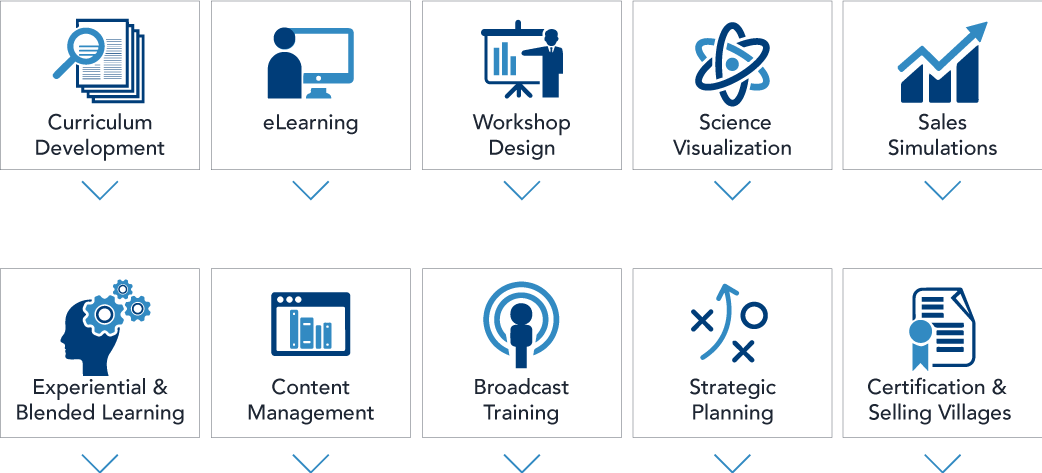 Curriculum
Development
eLearning
Workshop
Design
Science
Visualization
Sales
Simulations
Experiential &
Blended Learning
Content
Management
Broadcast
Training
Strategic
Planning
Certification &
Selling Villages